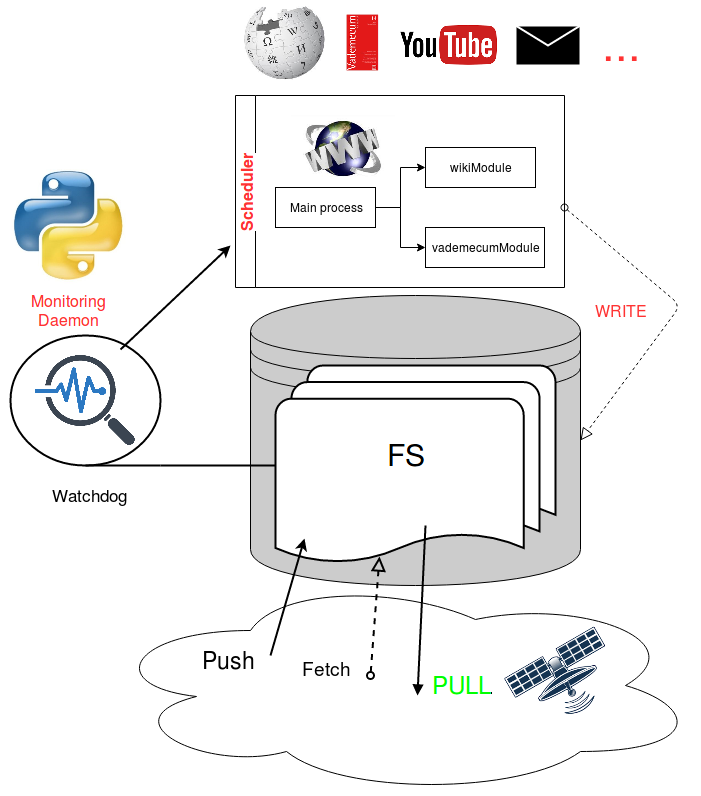 Ω W И
Vademecum
YouTube
...
Scheduler
WWW
wikiModule
Main process
vademecumModule
Monitoring
Daemon
WRITE
FS
Watchdog
Push
Fetch
PULL.